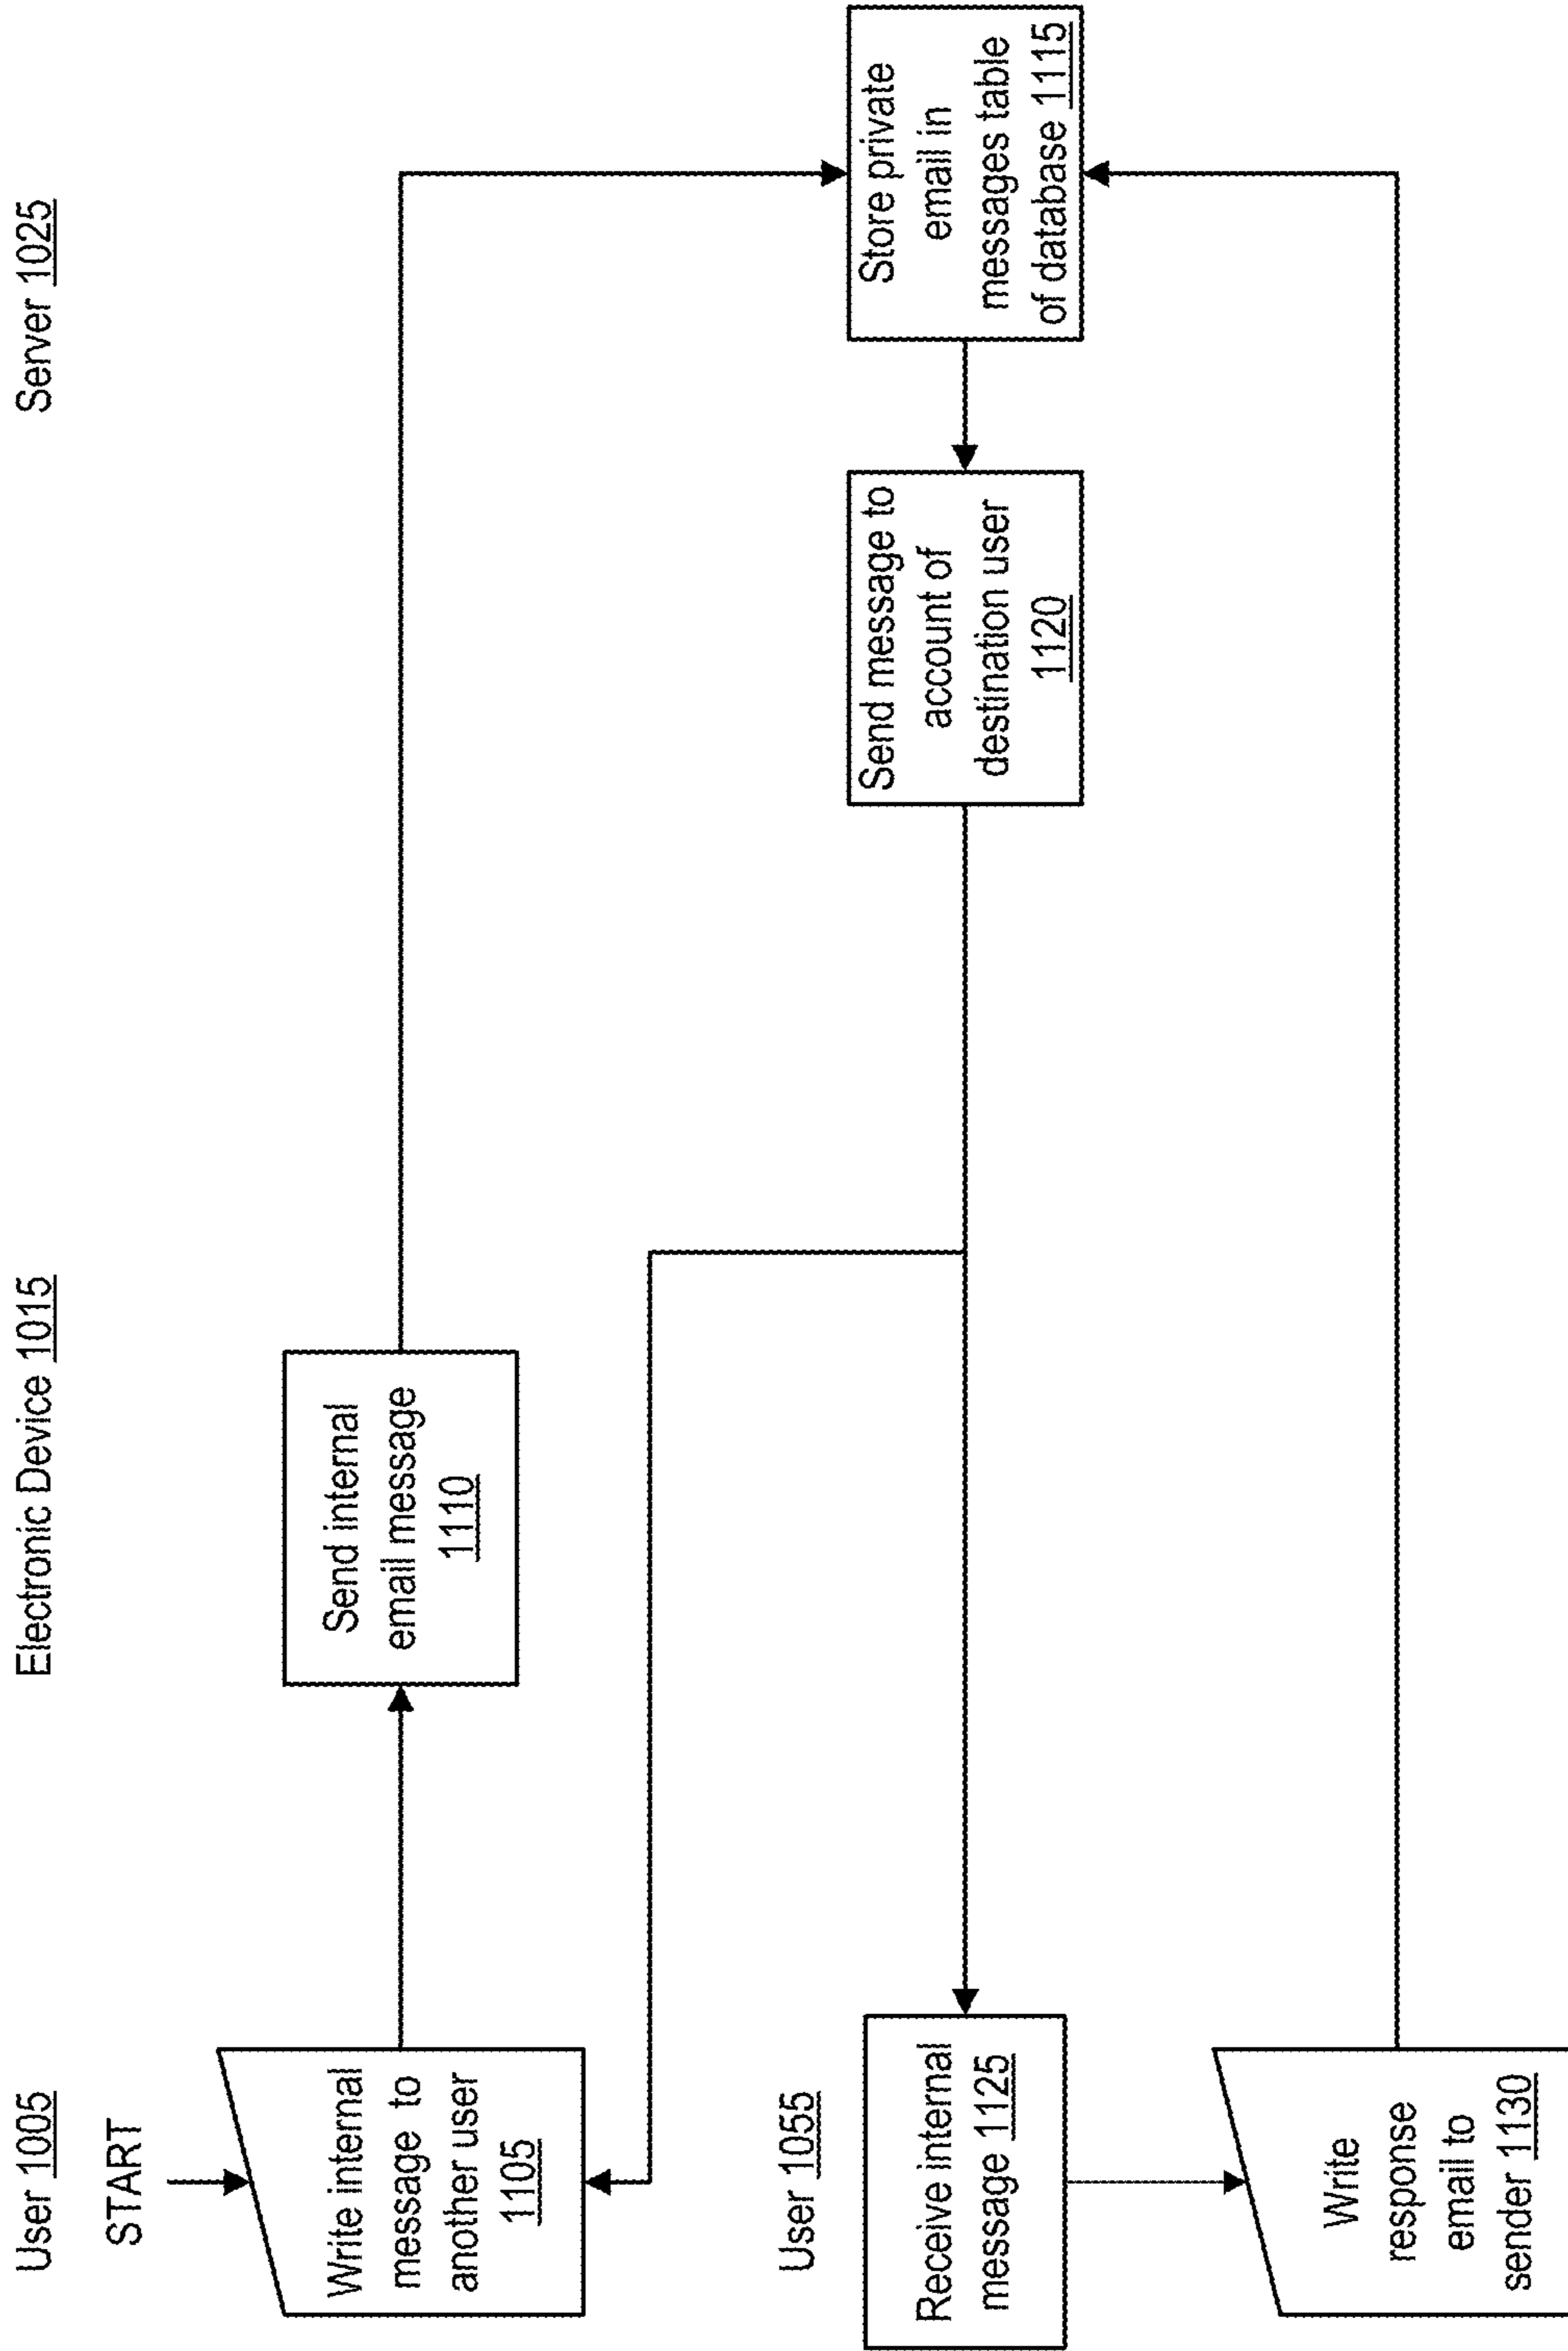 User 1005
Electronic Device 1015
Server 1025
START
Write internal
message to
another user
1105
Send internal
email message
1110
User 1055
Receive internal
message 1125
Send message to
account of
destination user
1120
Store private
email in
messages table
of database 1115
Write
response
email to
sender 1130